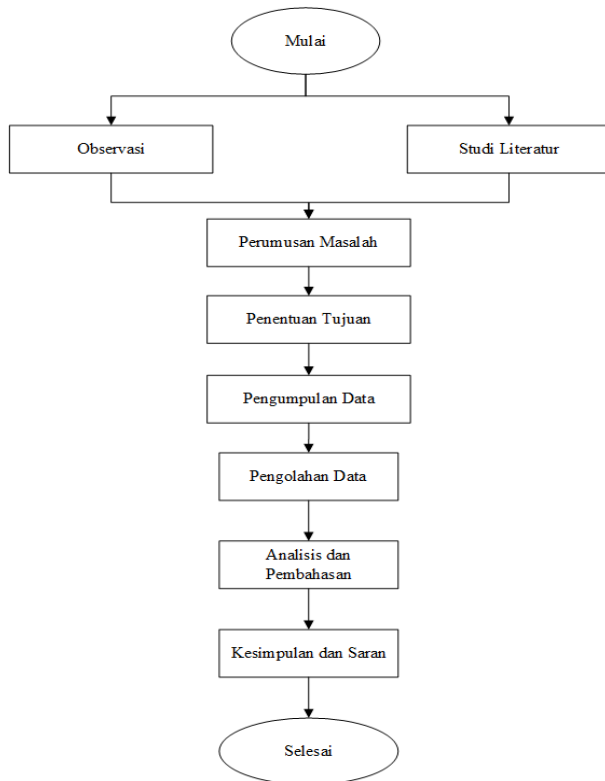 Mulai
Observasi
Studi Literatur
Perumusan Masalah
Penentuan Tujuan
Pengumpulan Data
Pengolahan Data
Analisis dan
Pembahasan
Kesimpulan dan Saran
Selesai